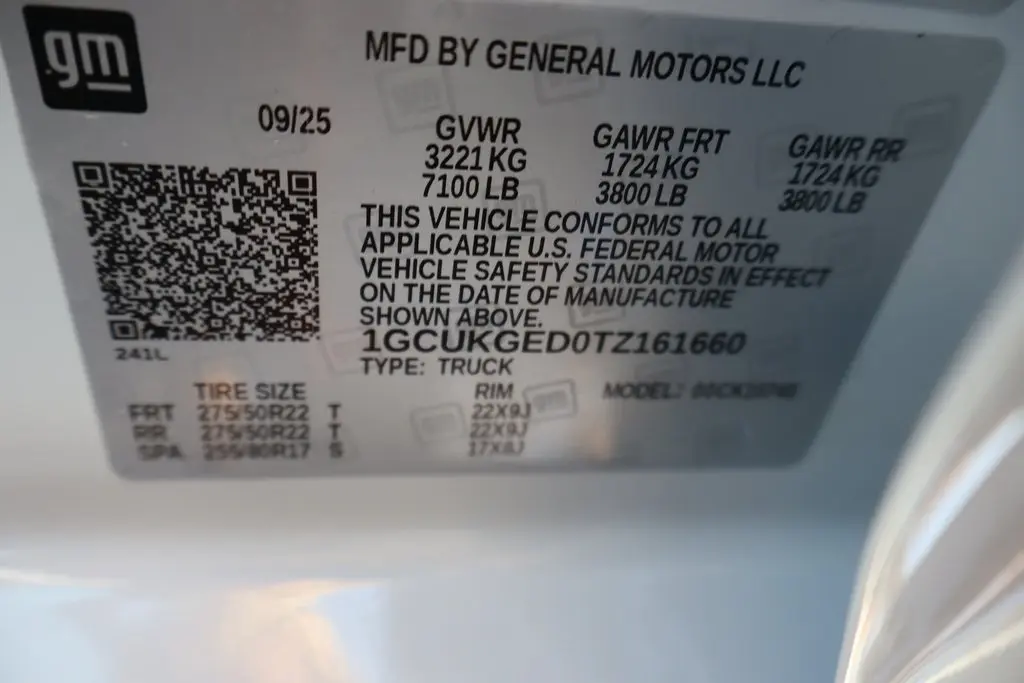 gm
MFD BY GENERAL MOTORS LLC
09/25
GVWR GAWR FRT GAWR RR
3221 KG 1724 KG 1724 KG
7100 LB 3800 LB 3800 LB
THIS VEHICLE CONFORMS TO ALL
APPLICABLE U.S. FEDERAL MOTOR
VEHICLE SAFETY STANDARDS IN EFFECT
ON THE DATE OF MANUFACTURE
SHOWN ABOVE.
1GCUKGED0TZ161660
241L
TYPE: TRUCK
TIRE SIZE RIM MODEL:
FRT 275/50R22 T 22X9J
RR 275/50R22 T 22X9J
SPA 255/80R17 S 17X8J